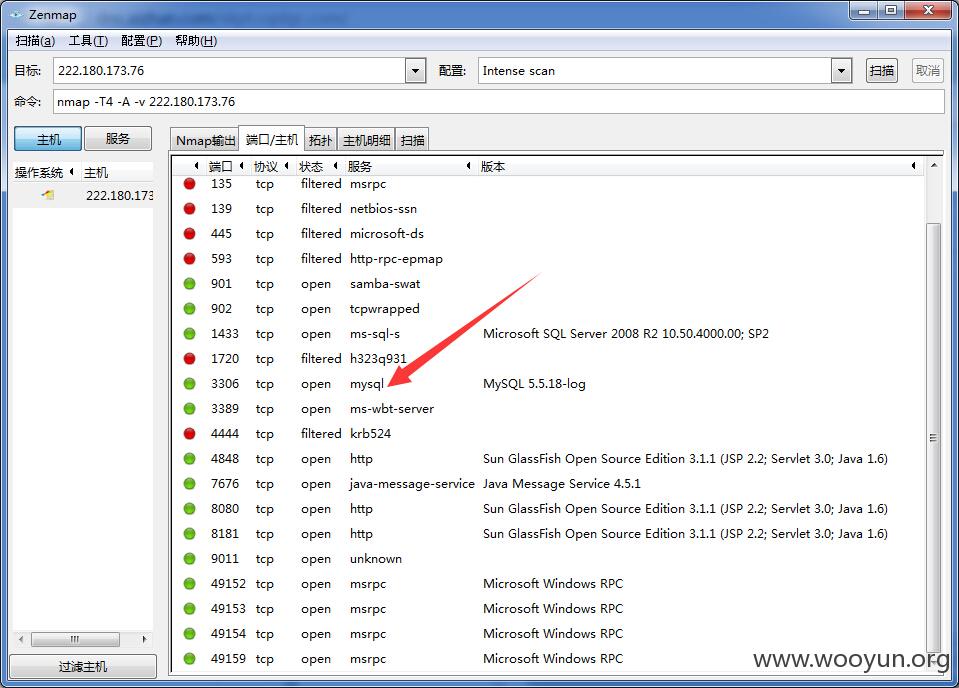 Zenmap
扫描(a) 工具(T) 配置(P) 帮助(H)
目标: 222.180.173.76 配置: Intense scan 扫描 取消
命令: nmap -T4 -A -v 222.180.173.76
主机 服务 Nmap输出 端口/主机 拓扑 主机明细 扫描
操作系统 主机 端口 协议 状态 服务 版本
222.180.173
135 tcp filtered msrpc
139 tcp filtered netbios-ssn
445 tcp filtered microsoft-ds
593 tcp filtered http-rpc-epmap
901 tcp open samba-swat
902 tcp open tcpwrapped
1433 tcp open ms-sql-s Microsoft SQL Server 2008 R2 10.50.4000.00; SP2
1720 tcp filtered h323q931
3306 tcp open mysql MySQL 5.5.18-log
3389 tcp open ms-wbt-server
4444 tcp filtered krb524
4848 tcp open http Sun GlassFish Open Source Edition 3.1.1 (JSP 2.2; Servlet 3.0; Java 1.6)
7676 tcp open java-message-service Java Message Service 4.5.1
8080 tcp open http Sun GlassFish Open Source Edition 3.1.1 (JSP 2.2; Servlet 3.0; Java 1.6)
8181 tcp open http Sun GlassFish Open Source Edition 3.1.1 (JSP 2.2; Servlet 3.0; Java 1.6)
9011 tcp open unknown
49152 tcp open msrpc Microsoft Windows RPC
49153 tcp open msrpc Microsoft Windows RPC
49154 tcp open msrpc Microsoft Windows RPC
49159 tcp open msrpc Microsoft Windows RPC
过滤主机
www.wooyun.org